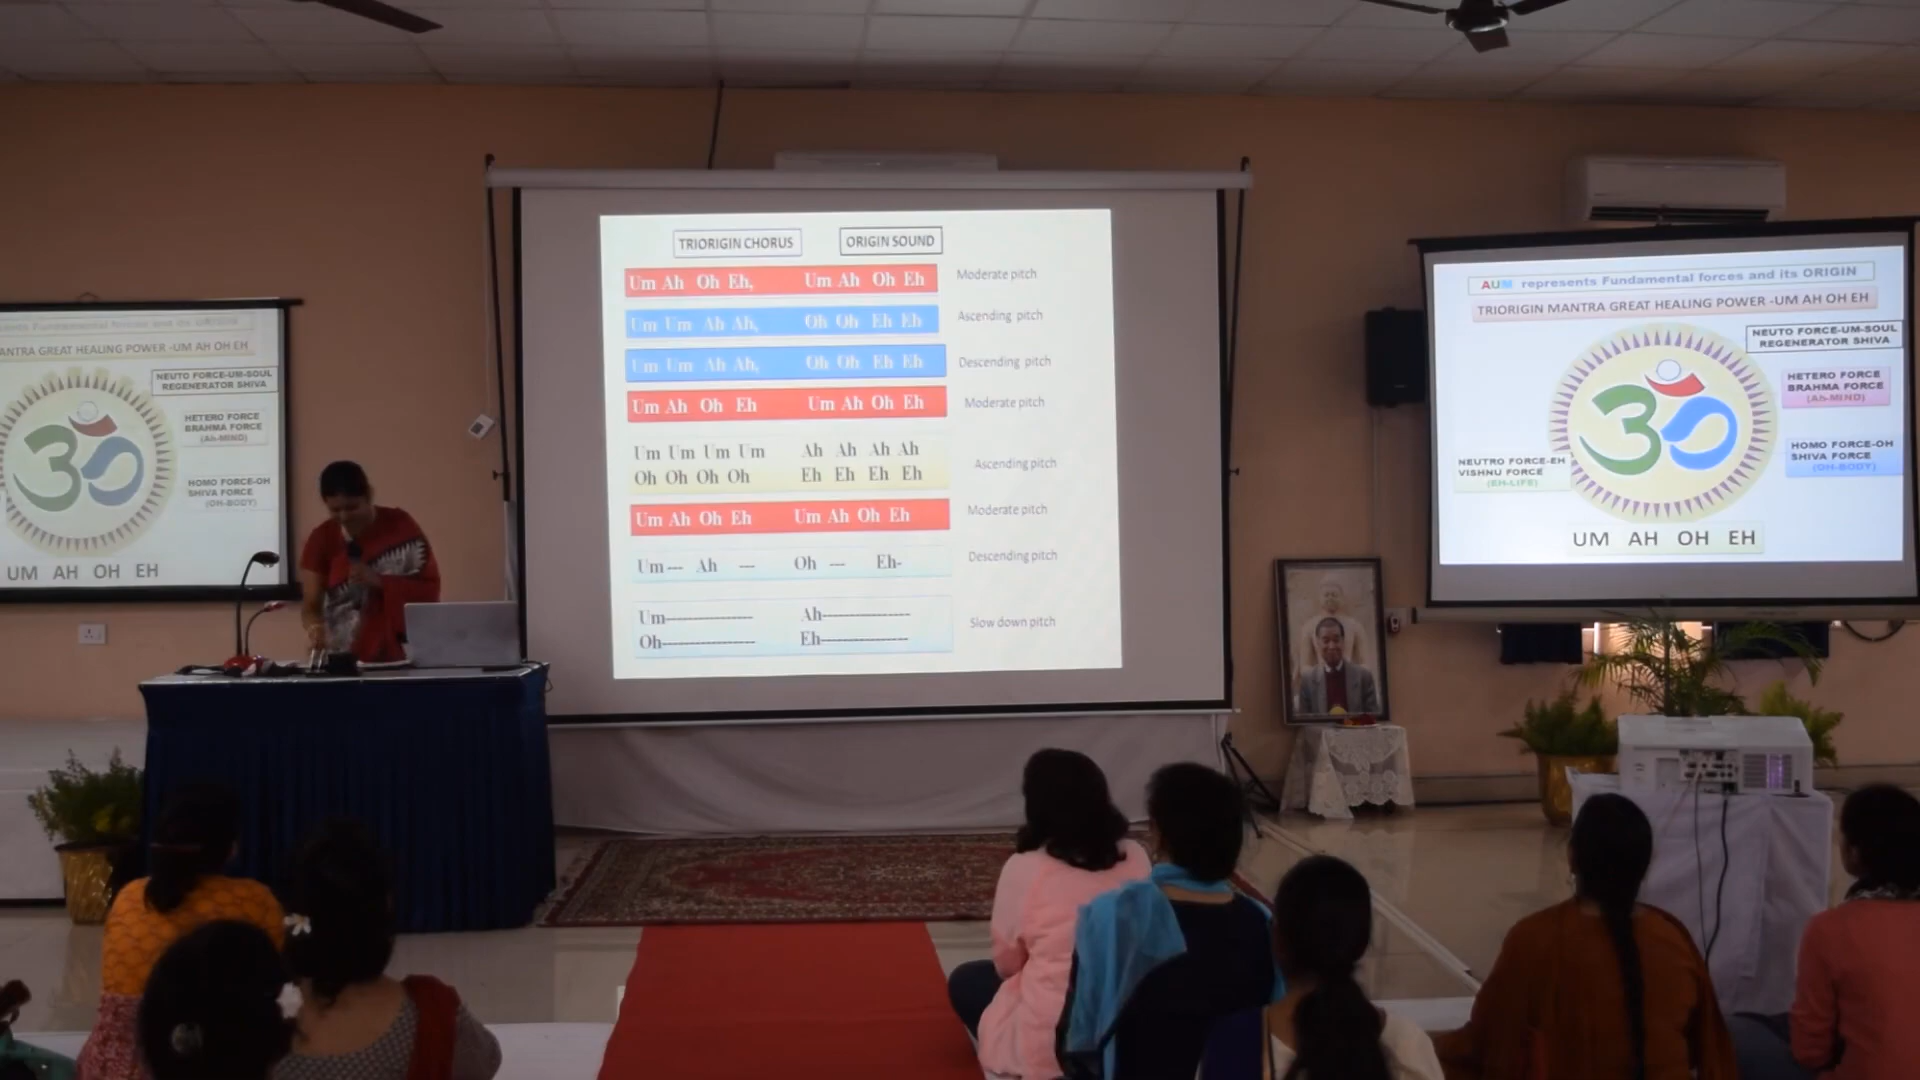 ents Fundamental forces and its ORIGIN
MANTRA GREAT HEALING POWER -UM AH OH EH
NEUTO FORCE-UM-SOUL
REGENERATOR SHIVA
HETERO FORCE
BRAHMA FORCE
(Ah-MIND)
HOMO FORCE-OH
SHIVA FORCE
(OH-BODY)
UM AH OH EH
TRIORIGIN CHORUS ORIGIN SOUND
Um Ah Oh Eh, Um Ah Oh Eh Moderate pitch
Um Um Ah Ah, Oh Oh Eh Eh Ascending pitch
Um Um Ah Ah, Oh Oh Eh Eh Descending pitch
Um Ah Oh Eh Um Ah Oh Eh Moderate pitch
Um Um Um Um Ah Ah Ah Ah
Oh Oh Oh Oh Eh Eh Eh Eh Ascending pitch
Um Ah Oh Eh Um Ah Oh Eh Moderate pitch
Um --- Ah --- Oh --- Eh- Descending pitch
Um--------------- Ah---------------
Oh--------------- Eh--------------- Slow down pitch
AUM represents Fundamental forces and its ORIGIN
TRIORIGIN MANTRA GREAT HEALING POWER -UM AH OH EH
NEUTO FORCE-UM-SOUL
REGENERATOR SHIVA
HETERO FORCE
BRAHMA FORCE
(Ah-MIND)
HOMO FORCE-OH
SHIVA FORCE
(OH-BODY)
NEUTRO FORCE-EH
VISHNU FORCE
(EH-LIFE)
UM AH OH EH